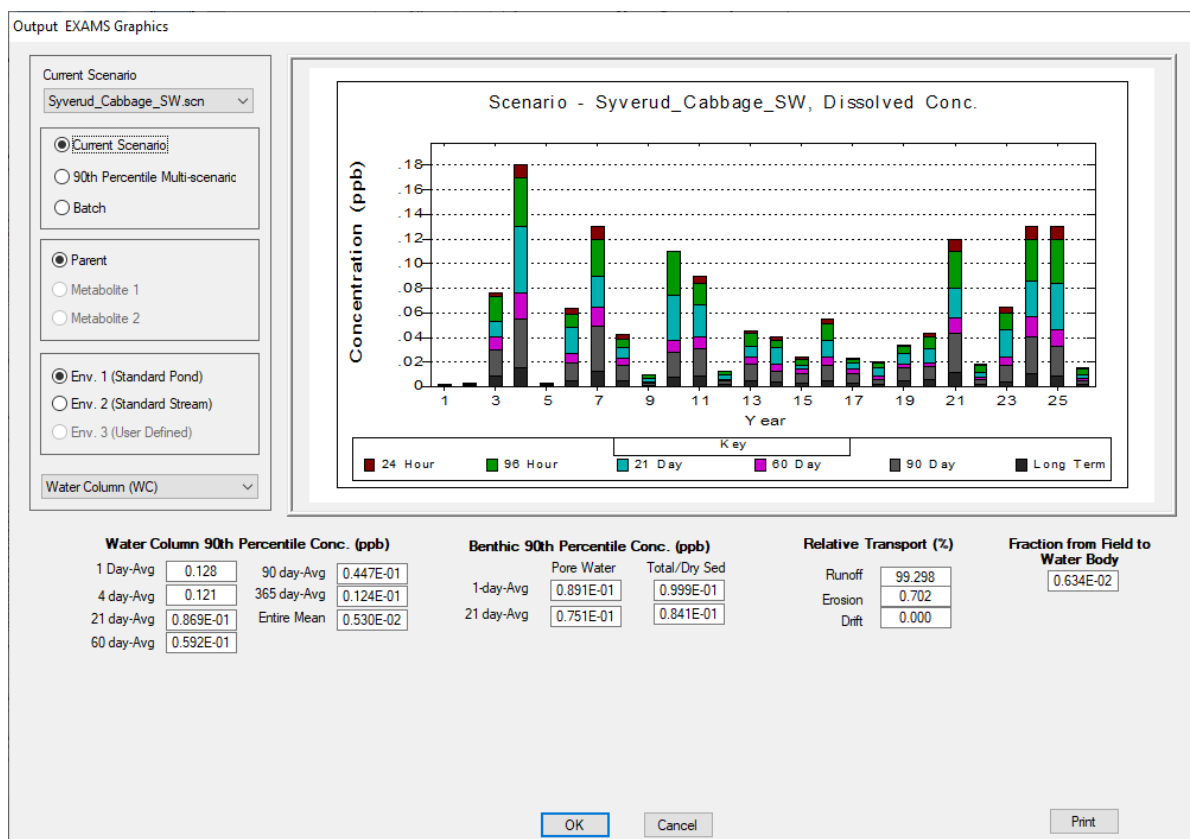 Output EXAMS Graphics
Current Scenario
Syverud_Cabbage_SW.scn
Current Scenario
90th Percentile Multi-scenaric
Batch
Parent
Metabolite 1
Metabolite 2
Env. 1 (Standard Pond)
Env. 2 (Standard Stream)
Env. 3 (User Defined)
Water Column (WC)
Scenario - Syverud_Cabbage_SW, Dissolved Conc.
Concentration (ppb)
.18
.16
.14
.12
.10
.08
.06
.04
.02
0
1 3 5 7 9 11 13 15 17 19 21 23 25
Year
Key
24 Hour 96 Hour 21 Day 60 Day 90 Day Long Term
Water Column 90th Percentile Conc. (ppb)
1 Day-Avg 0.128 90 day-Avg 0.447E-01
4 day-Avg 0.121 365 day-Avg 0.124E-01
21 day-Avg 0.869E-01 Entire Mean 0.530E-02
60 day-Avg 0.592E-01
Benthic 90th Percentile Conc. (ppb)
Pore Water Total/Dry Sed
1-day-Avg 0.891E-01 0.999E-01
21 day-Avg 0.751E-01 0.841E-01
Relative Transport (%)
Runoff 99.298
Erosion 0.702
Drift 0.000
Fraction from Field to
Water Body
0.634E-02
OK Cancel Print